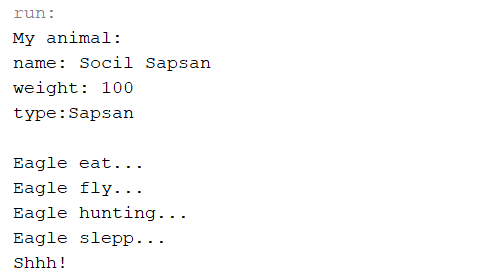 run:
My animal:
name: Socil Sapsan
weight: 100
type:Sapsan
Eagle eat...
Eagle fly...
Eagle hunting...
Eagle slepp...
Shhh!